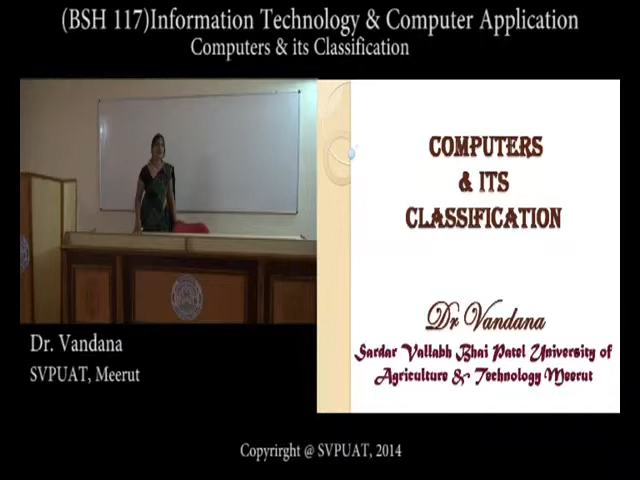 (BSH 117)Information Technology & Computer Application
Computers & its Classification
COMPUTERS
& ITS
CLASSIFICATION
Dr Vandana
Sardar Vallabh Bhai Patel University of
Agriculture & Technology Meerut
Dr. Vandana
SVPUAT, Meerut
Copyrirght @ SVPUAT, 2014